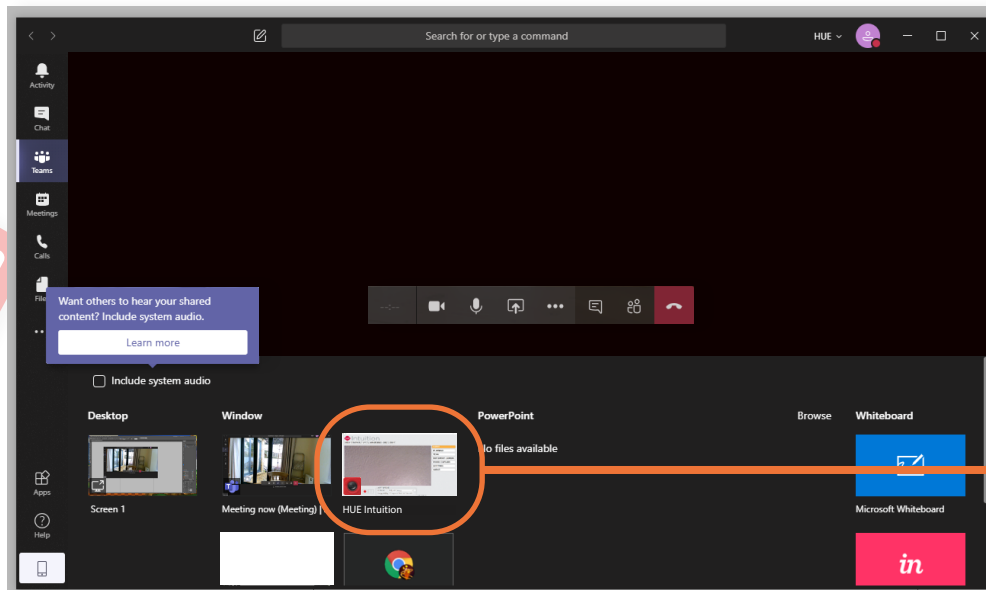 Search for or type a command
HUE
Activity
Chat
Teams
Meetings
Calls
File
Want others to hear your shared
content? Include system audio.
Learn more
--:--
Include system audio
Desktop
Window
PowerPoint
Browse
Whiteboard
No files available
Screen 1
Meeting now (Meeting) |
HUE Intuition
Microsoft Whiteboard
Apps
Help
in